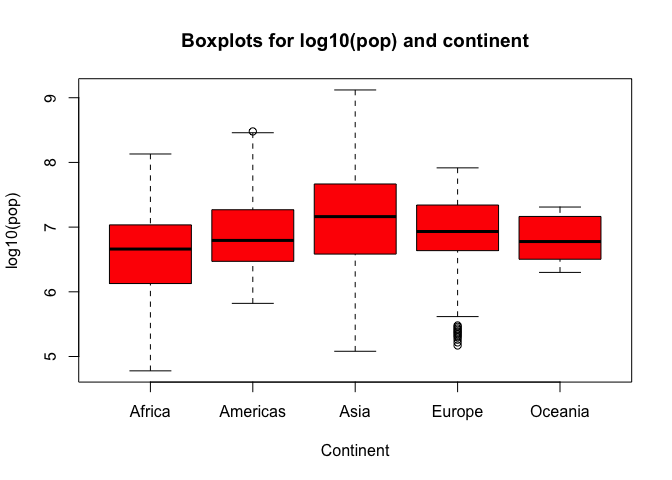 Boxplots for log10(pop) and continent
log10(pop)
9
8
7
6
5
Africa Americas Asia Europe Oceania
Continent